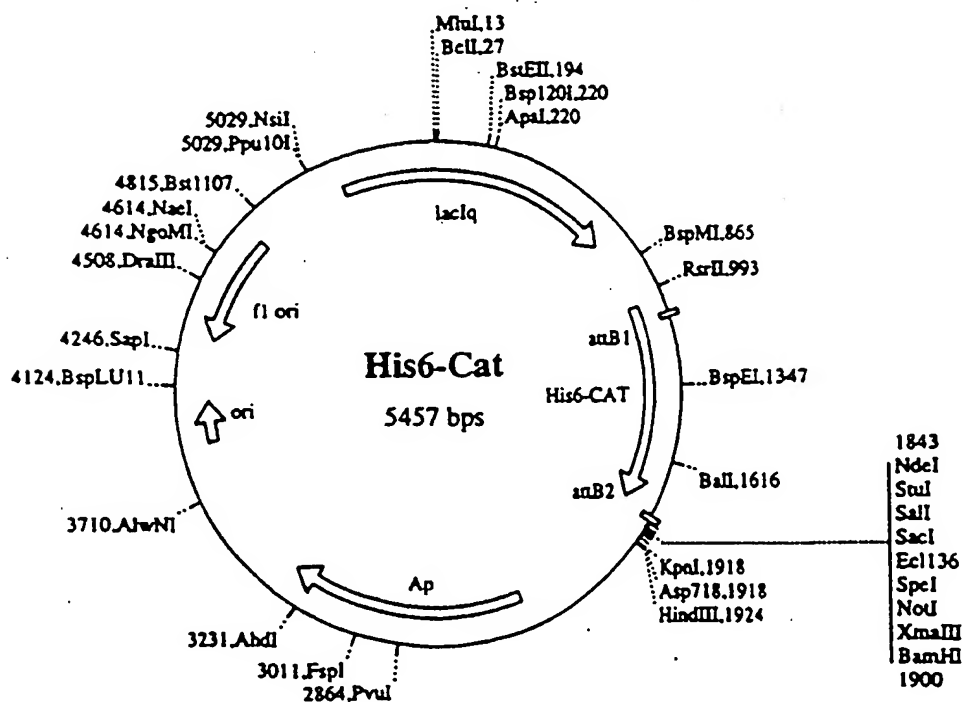 MluI,13
BclI,27
BstEII,194
Bsp120I,220
ApaI,220
5029,NsiI
5029,Ppu10I
4815,Bst1107
4614,NaeI
4614,NgoMI
4508,DraIII
lacIq
BspMI,865
RsrII,993
f1 ori
4246,SapI
4124,BspLU11
attB1
His6-Cat
5457 bps
His6-CAT
BspEI,1347
ori
attB2
BalI,1616
3710,AlwNI
1843
NdeI
StuI
SalI
SacI
Ecl136
SpeI
NotI
XmaIII
BamHI
1900
KpnI,1918
Asp718,1918
HindIII,1924
Ap
3231,AhdI
3011,FspI
2864,PvuI